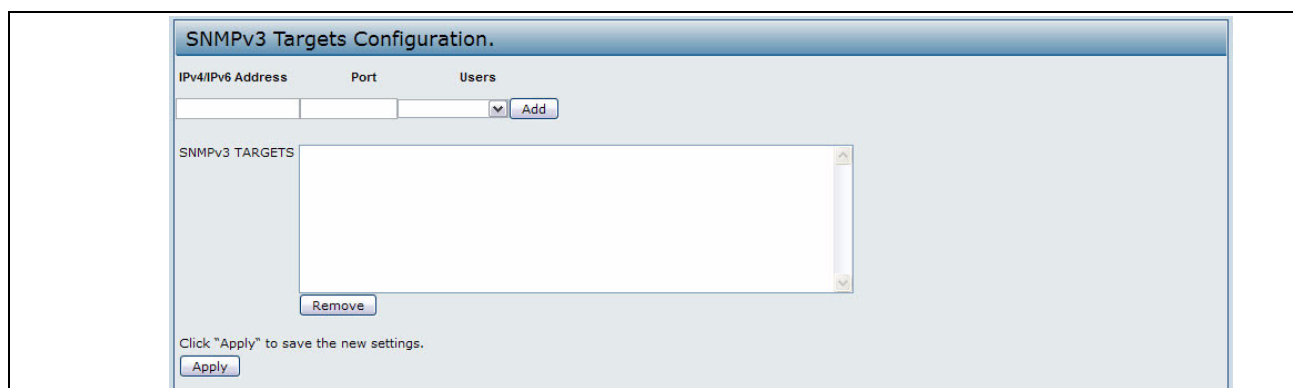 SNMPv3 Targets Configuration.
IPv4/IPv6 Address Port Users
Add
SNMPv3 TARGETS
Remove
Click "Apply" to save the new settings.
Apply